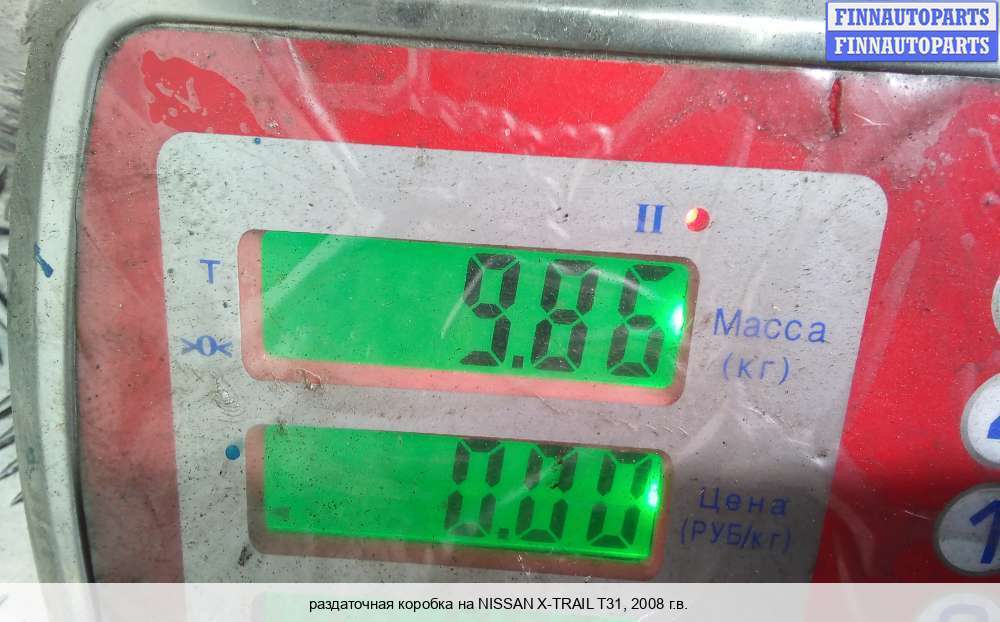 FINNAUTOPARTS
FINNAUTOPARTS
II
T
9.86
Масса
>0<
(кг)
0.00
Цена
(РУБ/кг)
раздаточная коробка на NISSAN X-TRAIL T31, 2008 г.в.